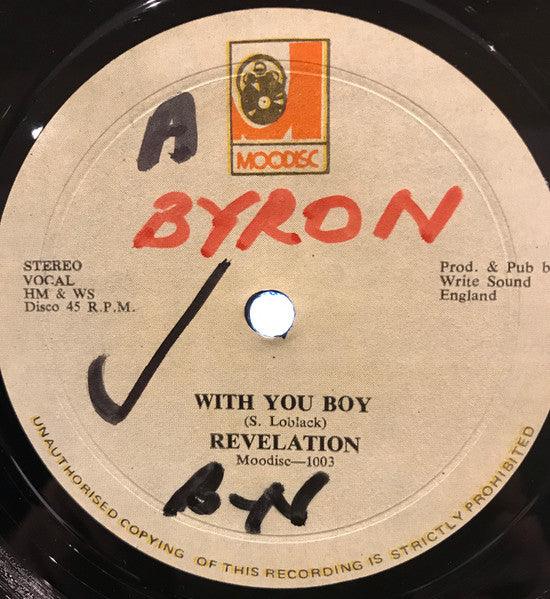 A
MOODISC
BYRON
STEREO
VOCAL
HM & WS
Disco 45 R.P.M.
Prod. & Pub b
Write Sound
England
WITH YOU BOY
(S. Loblack)
REVELATION
Moodisc—1003
ByN
UNAUTHORISED COPYING OF THIS RECORDING IS STRICTLY PROHIBITED